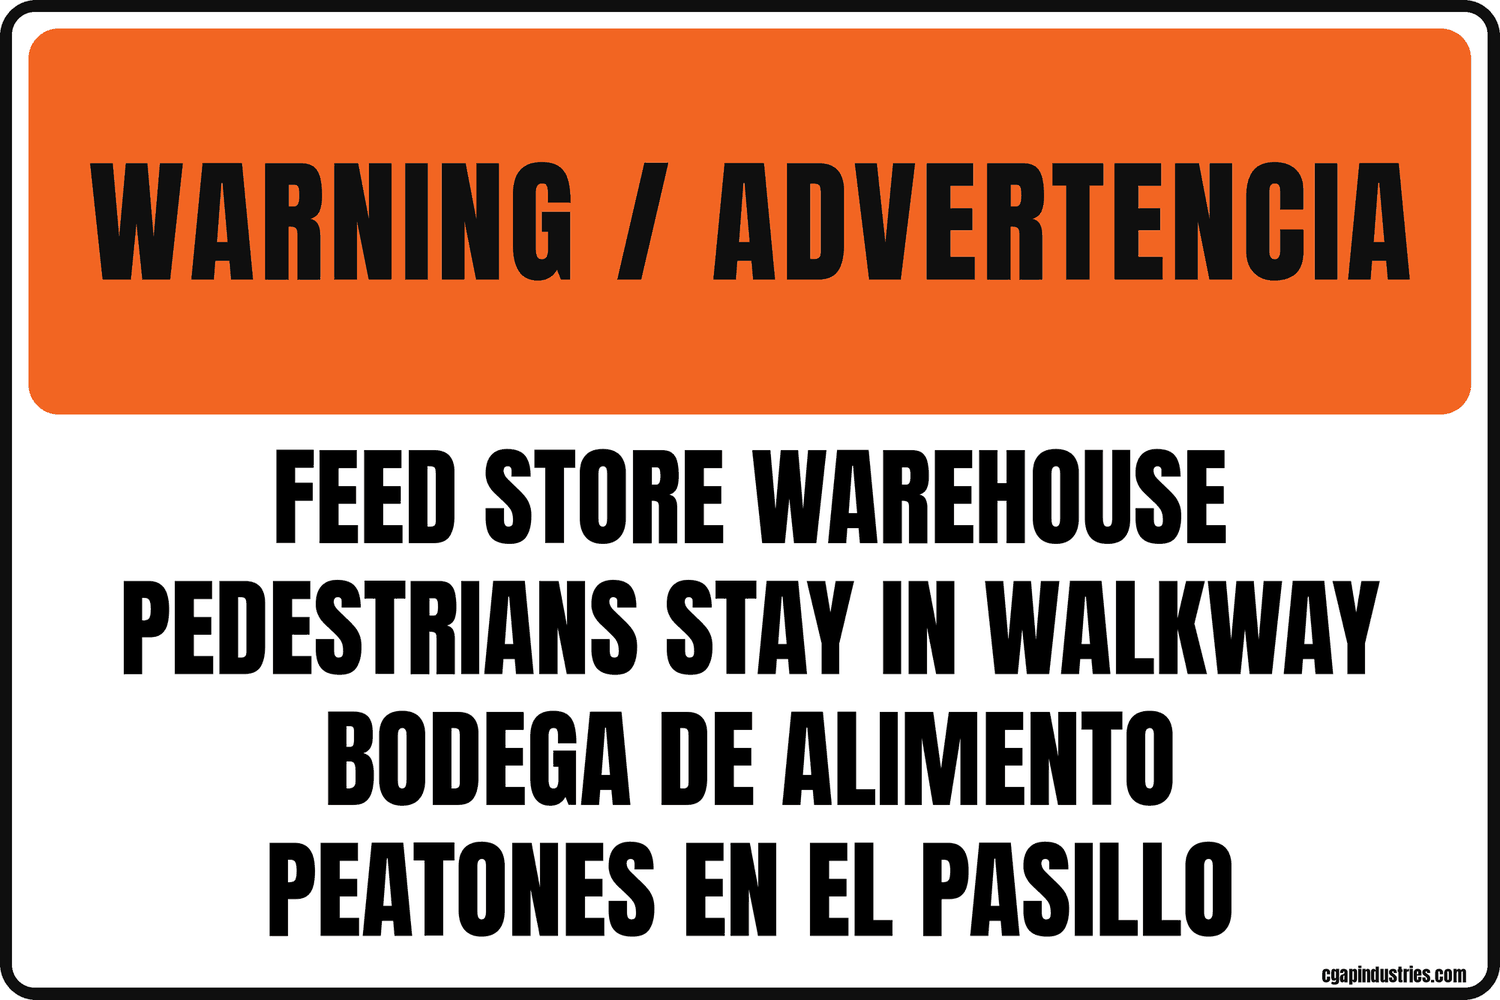 WARNING / ADVERTENCIA
FEED STORE WAREHOUSE
PEDESTRIANS STAY IN WALKWAY
BODEGA DE ALIMENTO
PEATONES EN EL PASILLO
cgapindustries.com